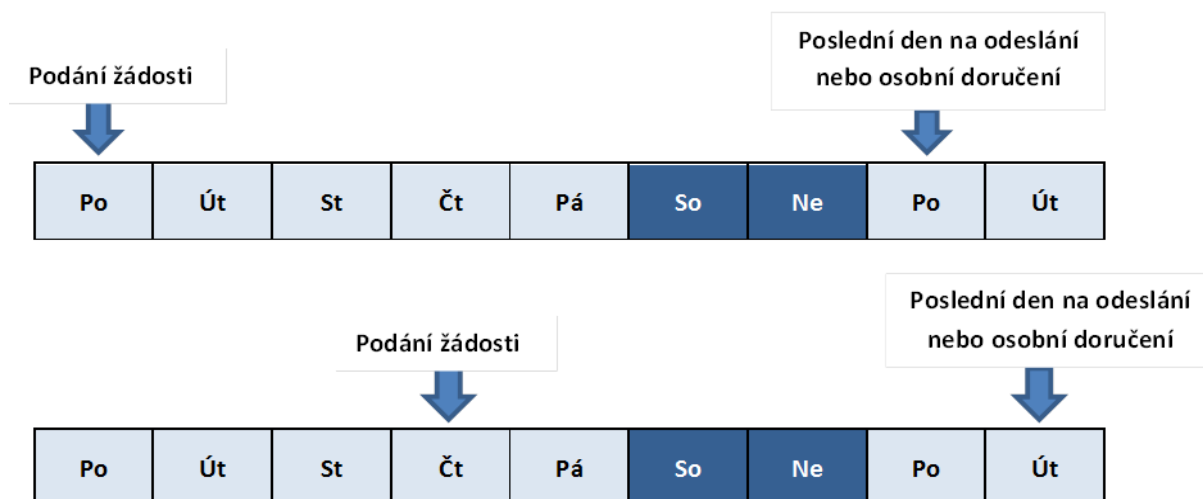 Poslední den na odeslání
nebo osobní doručení
Podání žádosti
Po Út St Čt Pá So Ne Po Út
Poslední den na odeslání
nebo osobní doručení
Podání žádosti
Po Út St Čt Pá So Ne Po Út